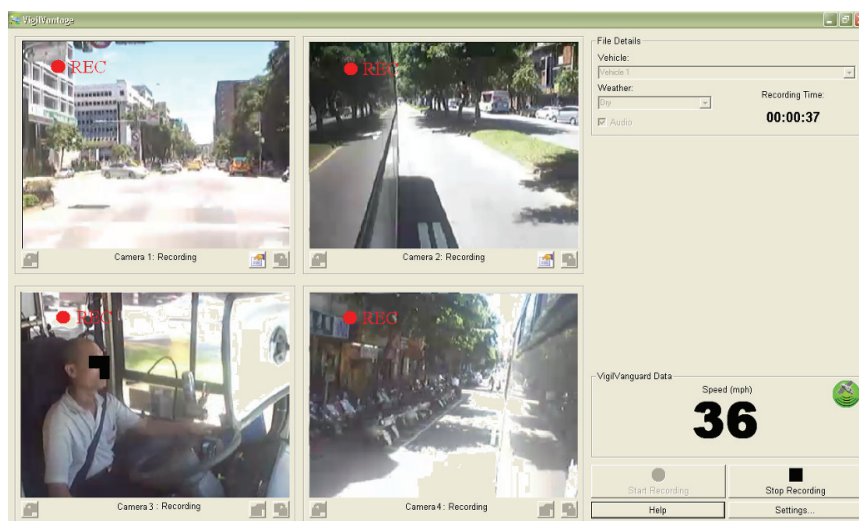 VigilVantage
REC
Camera 1: Recording
REC
Camera 2: Recording
File Details
Vehicle:
Vehicle 1
Weather:
Dry
Recording Time:
Audio
00:00:37
REC
Camera 3 : Recording
REC
Camera4 : Recording
VigilVanguard Data
Speed (mph)
36
Start Recording
Stop Recording
Help
Settings...